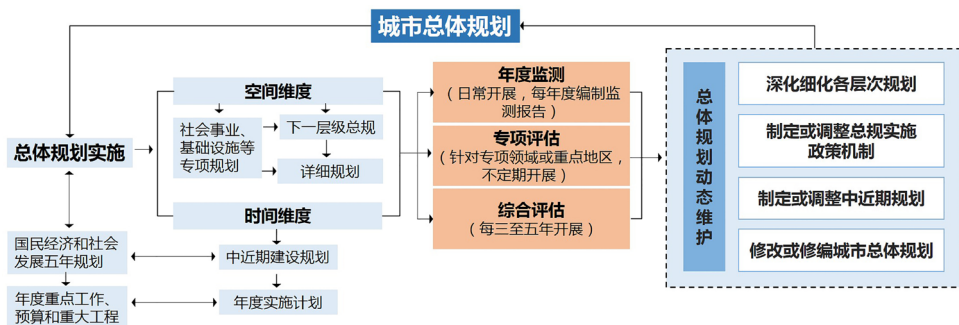 城市总体规划
总体规划实施
国民经济和社会
发展五年规划
年度重点工作、
预算和重大工程
空间维度
社会事业、
基础设施等
专项规划
下一层级总规
详细规划
时间维度
中近期建设规划
年度实施计划
年度监测
（日常开展，每年度编制监
测报告）
专项评估
（针对专项领域或重点地区，
不定期开展）
综合评估
（每三至五年开展）
总体规划动态维护
深化细化各层次规划
制定或调整总规实施
政策机制
制定或调整中近期规划
修改或修编城市总体规划